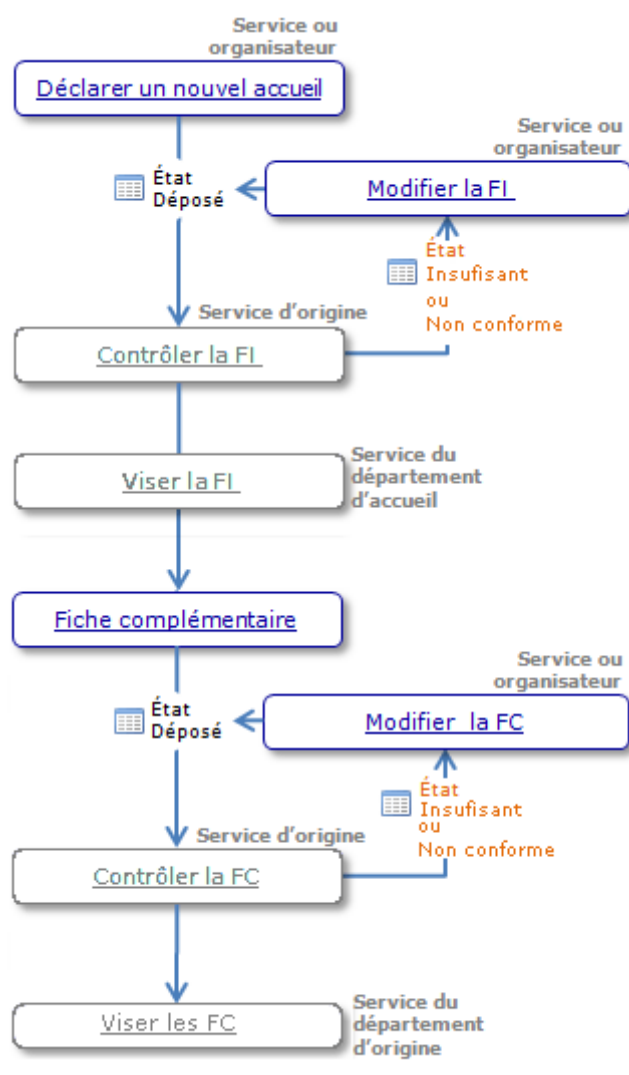 Service ou
organisateur
Déclarer un nouvel accueil
Service ou
organisateur
État
Déposé
Modifier la FI
État
Insufisant
ou
Non conforme
Service d'origine
Contrôler la FI
Service du
département
d'accueil
Viser la FI
Fiche complémentaire
Service ou
organisateur
État
Déposé
Modifier la FC
État
Insufisant
ou
Non conforme
Service d'origine
Contrôler la FC
Service du
département
d'origine
Viser les FC